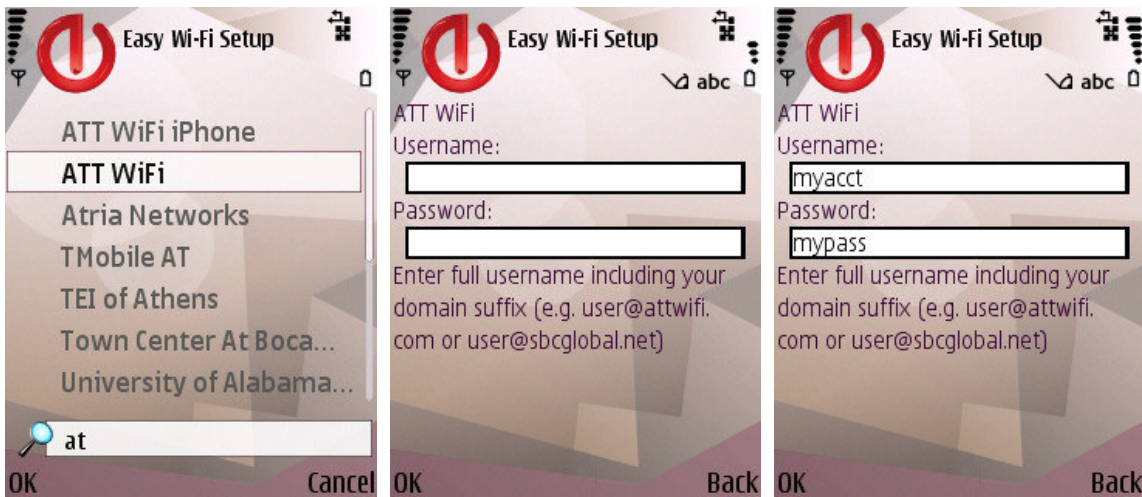 Easy Wi-Fi Setup
ATT WiFi iPhone
ATT WiFi
Atria Networks
TMobile AT
TEI of Athens
Town Center At Boca...
University of Alabama...
at
OK Cancel
Easy Wi-Fi Setup
abc
ATT WiFi
Username:
Password:
Enter full username including your
domain suffix (e.g. user@attwifi.
com or user@sbcglobal.net)
OK Back
Easy Wi-Fi Setup
abc
ATT WiFi
Username:
myacct
Password:
mypass
Enter full username including your
domain suffix (e.g. user@attwifi.
com or user@sbcglobal.net)
OK Back